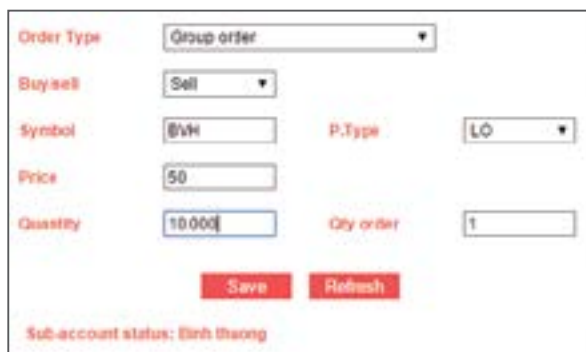 Order Type Group order
Buy/sell Sell
Symbol BVH P.Type LO
Price 50
Quantity 10.000 Qty order 1
Save Refresh
Sub-account status: Binh thuong